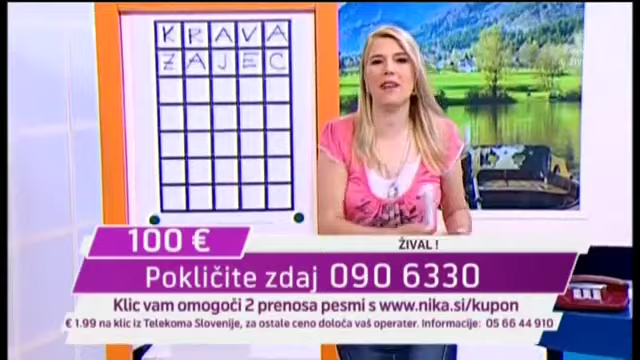 KRAVA
ZAJEC
100 €
ŽIVAL !
Pokličite zdaj 090 6330
Klic vam omogoči 2 prenosa pesmi s www.nika.si/kupon
€ 1.99 na klic iz Telekoma Slovenije, za ostale ceno določa vaš operater. Informacije: 05 66 44 910